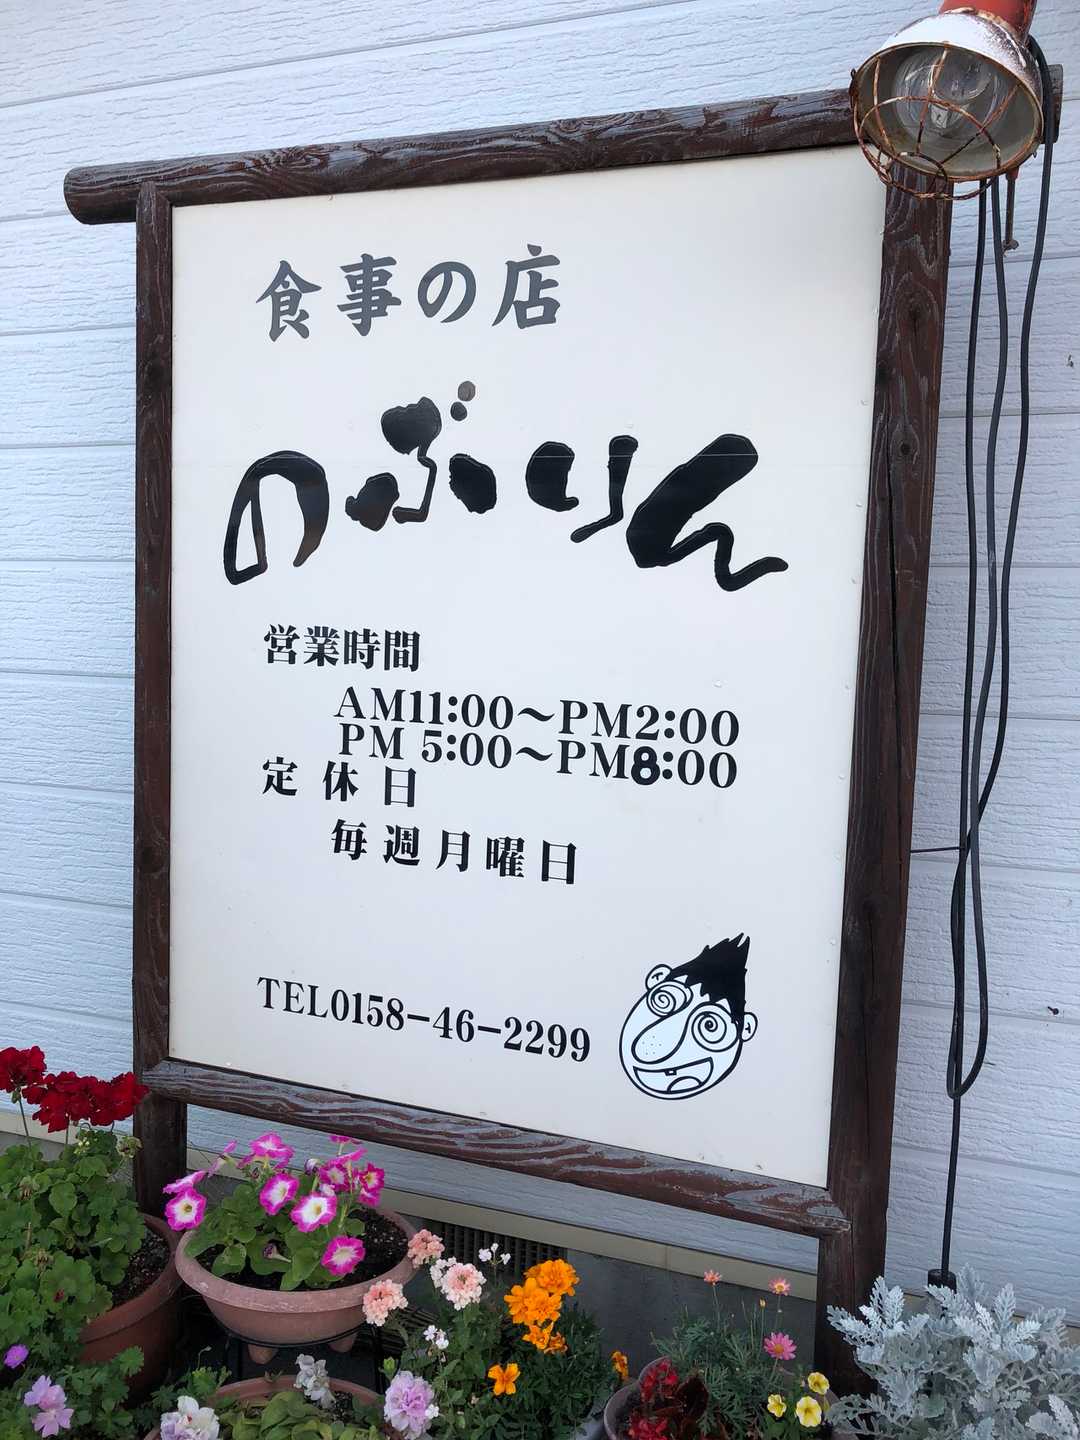 食事の店
のぶりん
営業時間
AM11:00～PM2:00
PM 5:00～PM8:00
定休日
毎週月曜日
TEL0158-46-2299